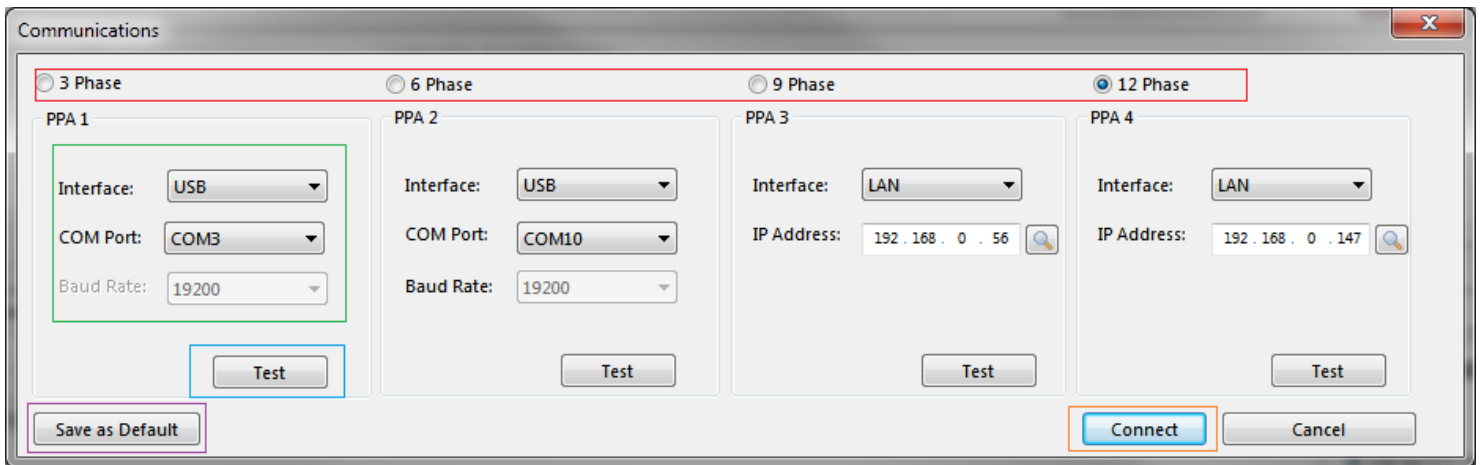 Communications
X
3 Phase 6 Phase 9 Phase 12 Phase
PPA 1
Interface: USB
COM Port: COM3
Baud Rate: 19200
Test
PPA 2
Interface: USB
COM Port: COM10
Baud Rate: 19200
Test
PPA 3
Interface: LAN
IP Address: 192 . 168 . 0 . 56
Test
PPA 4
Interface: LAN
IP Address: 192 . 168 . 0 . 147
Test
Save as Default Connect Cancel